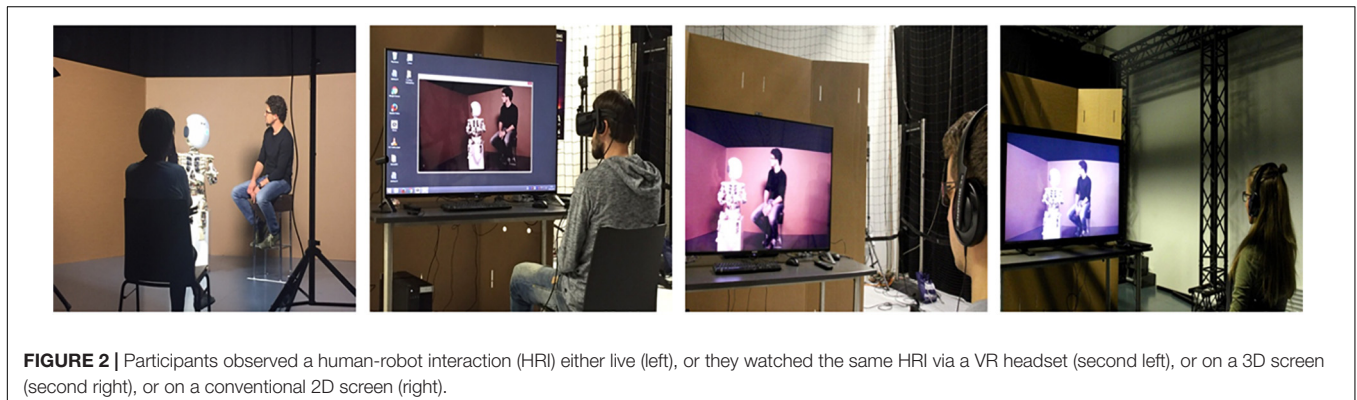 FIGURE 2 | Participants observed a human-robot interaction (HRI) either live (left), or they watched the same HRI via a VR headset (second left), or on a 3D screen
(second right), or on a conventional 2D screen (right).